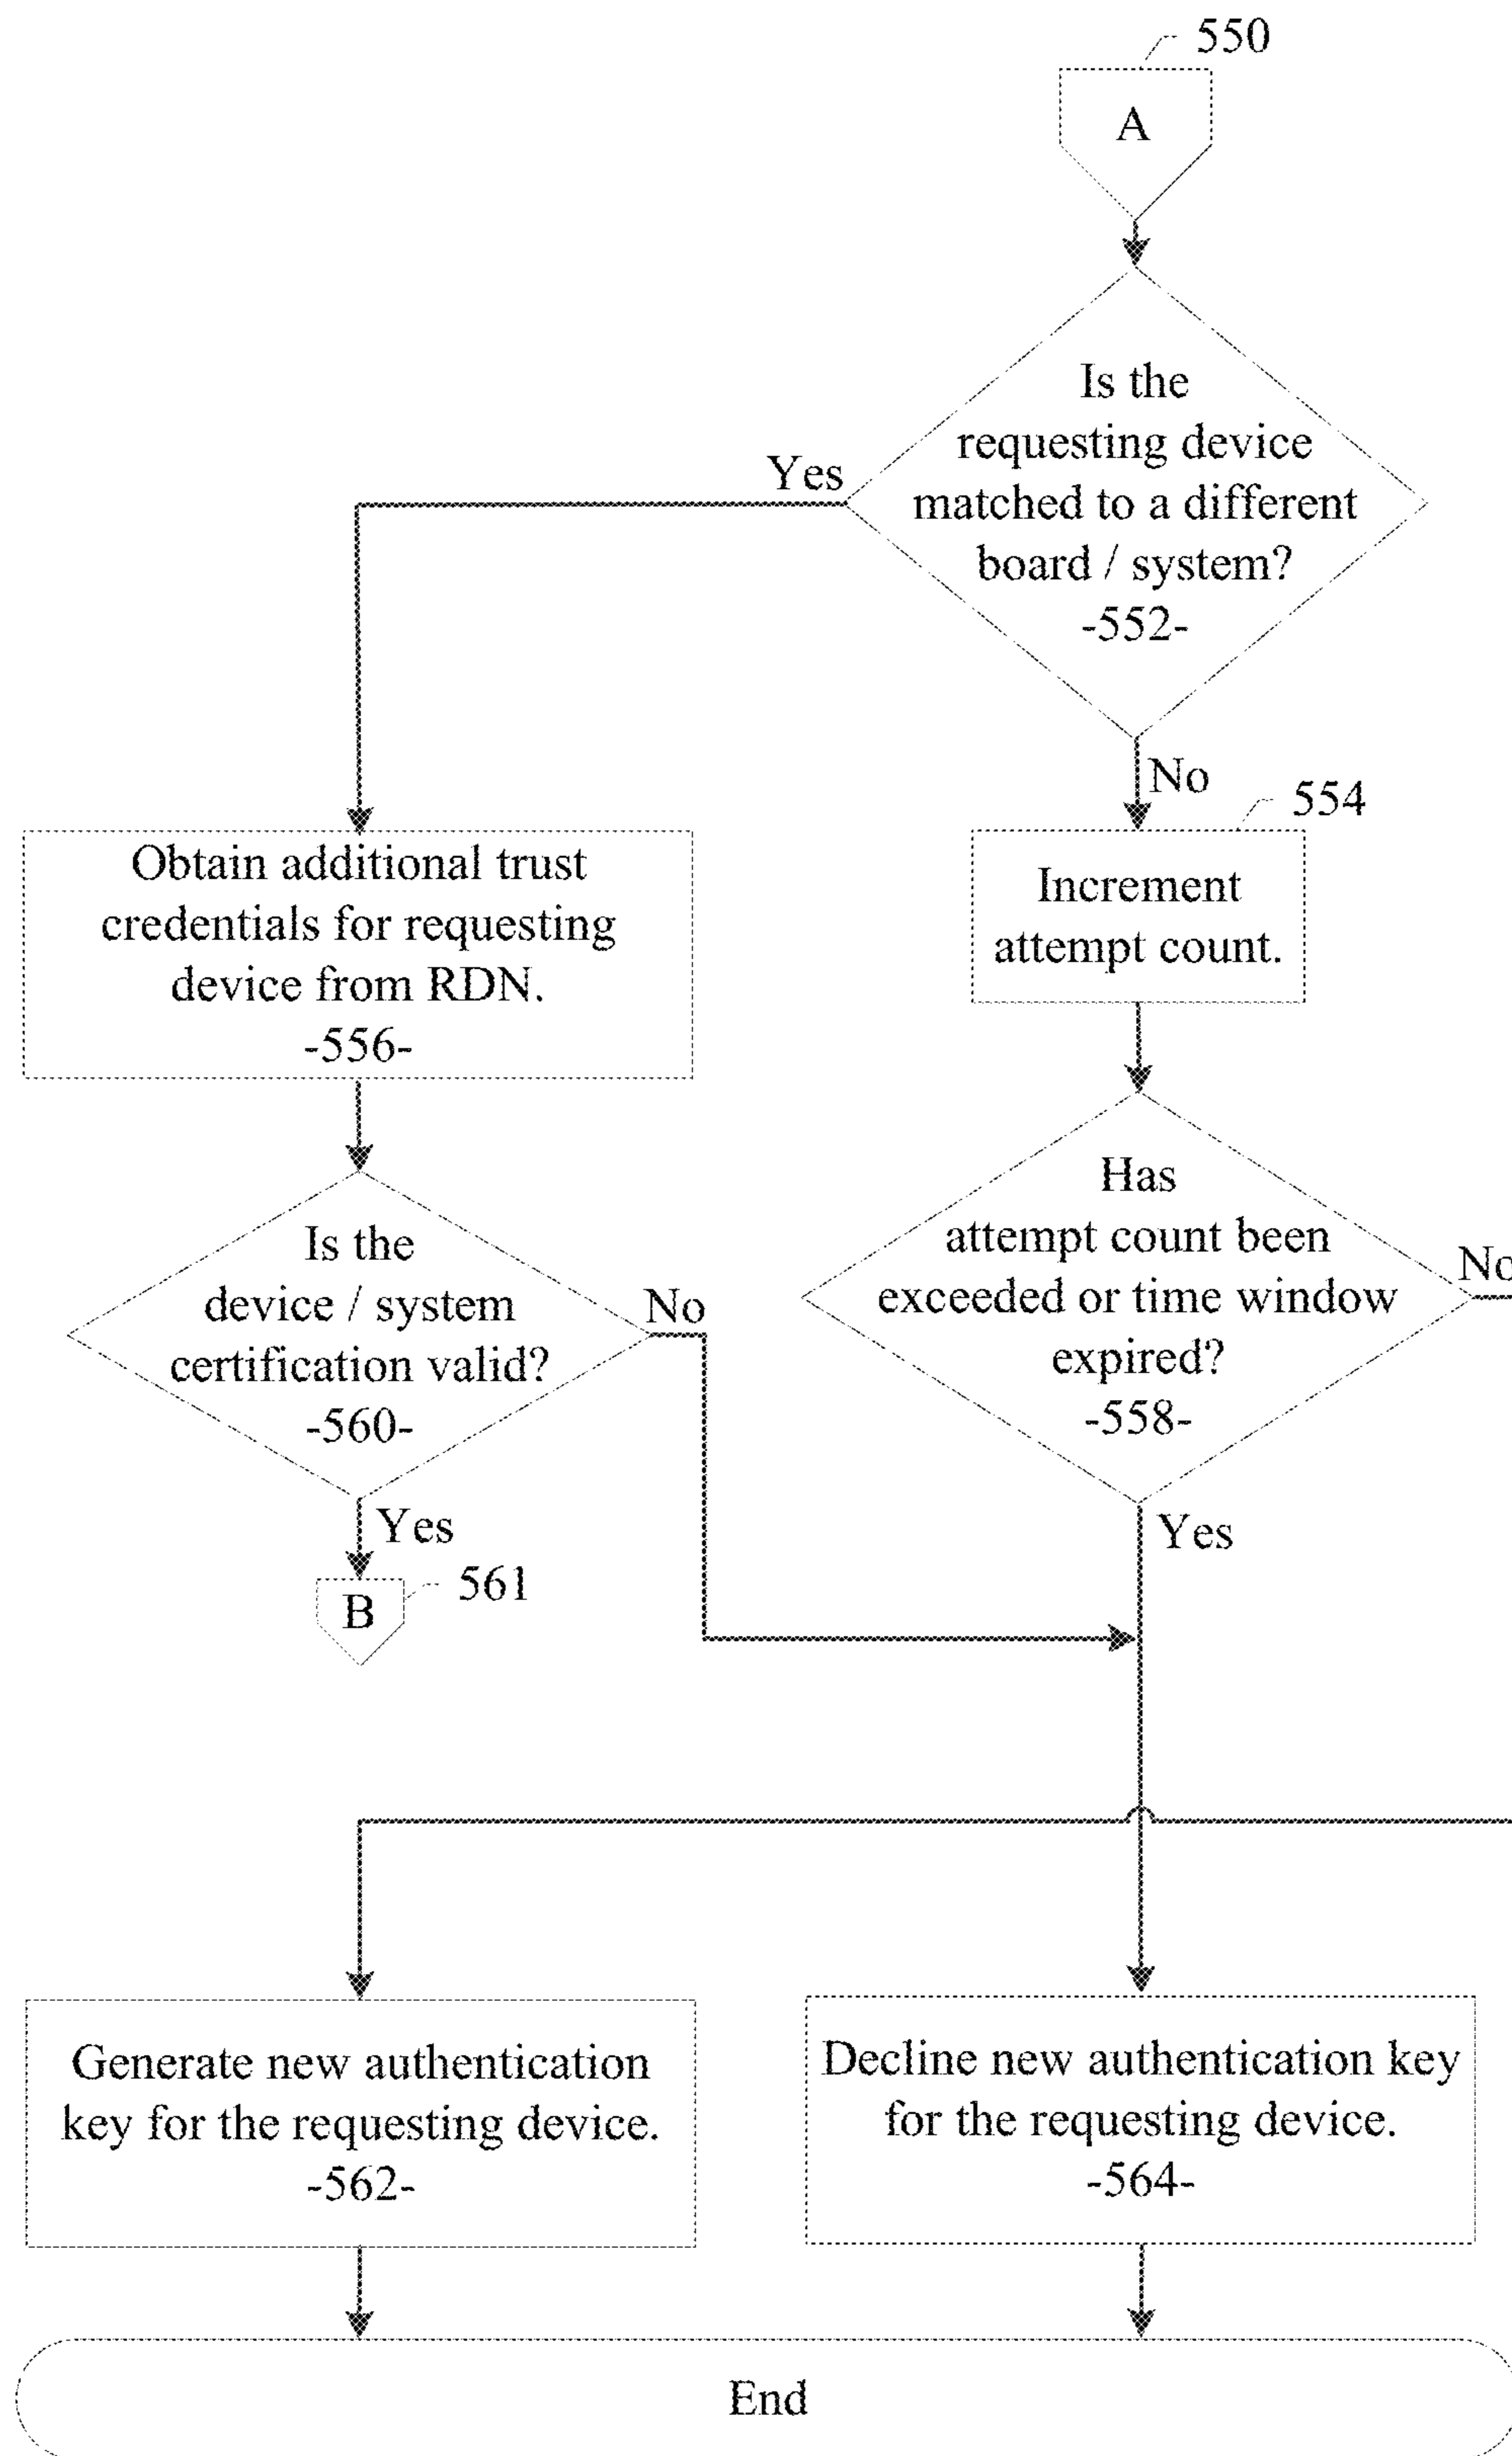 550
A
Is the
requesting device
matched to a different
board / system?
-552-
Yes
No
554
Obtain additional trust
credentials for requesting
device from RDN.
-556-
Increment
attempt count.
Is the
device / system
certification valid?
-560-
No
Has
attempt count been
exceeded or time window
expired?
-558-
No
Yes
B
561
Yes
Generate new authentication
key for the requesting device.
-562-
Decline new authentication key
for the requesting device.
-564-
End